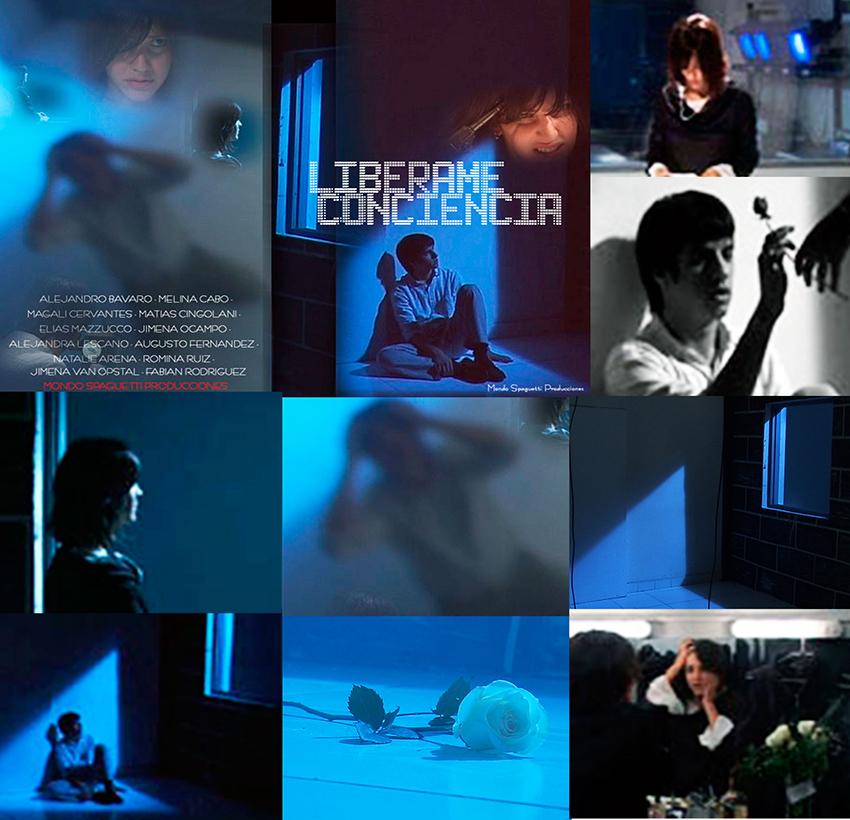 LIBERAME
CONCIENCIA
ALEJANDRO BAVARO · MELINA CABO ·
MAGALI CERVANTES · MATIAS CINGOLANI ·
ELIAS MAZZUCCO · JIMENA OCAMPO ·
ALEJANDRA LESCANO · AUGUSTO FERNANDEZ ·
NATALIE ARENA · ROMINA RUIZ ·
JIMENA VAN OPSTAL · FABIAN RODRIGUEZ
MONDO SPAGUETTI PRODUCCIONES
Mondo Spaguetti Producciones